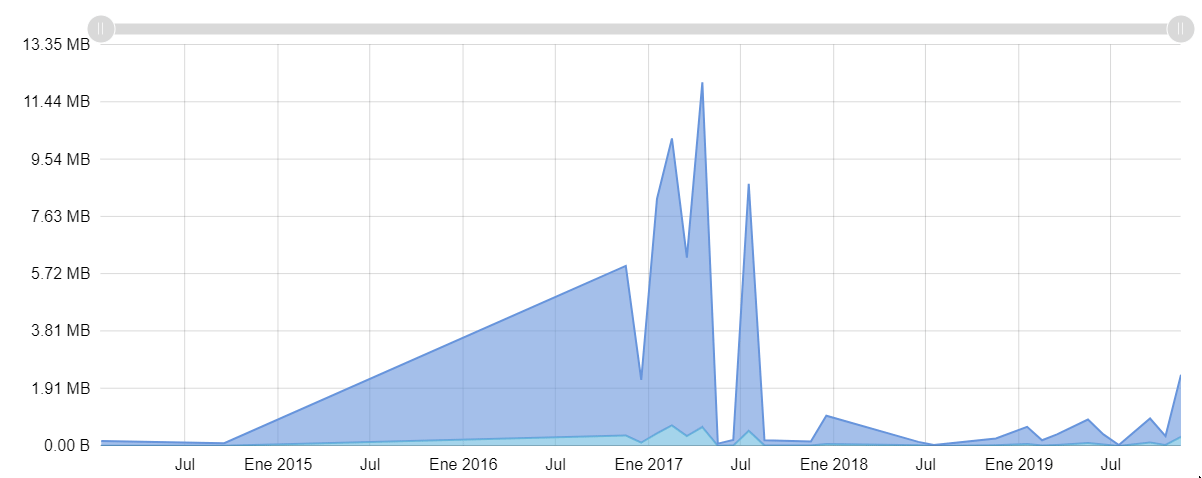 13.35 MB
11.44 MB
9.54 MB
7.63 MB
5.72 MB
3.81 MB
1.91 MB
0.00 B
Jul Ene 2015 Jul Ene 2016 Jul Ene 2017 Jul Ene 2018 Jul Ene 2019 Jul